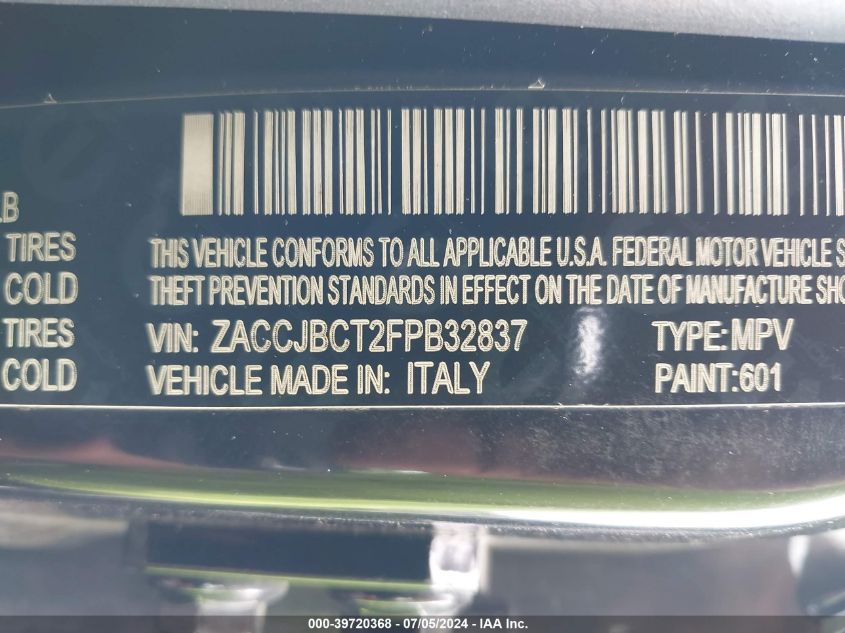 LB
TIRES
COLD
TIRES
COLD
THIS VEHICLE CONFORMS TO ALL APPLICABLE U.S.A. FEDERAL MOTOR VEHICLE S
THEFT PREVENTION STANDARDS IN EFFECT ON THE DATE OF MANUFACTURE SHO
VIN: ZACCJBCT2FPB32837 TYPE: MPV
VEHICLE MADE IN: ITALY PAINT: 601
000-39720368 - 07/05/2024 - IAA Inc.